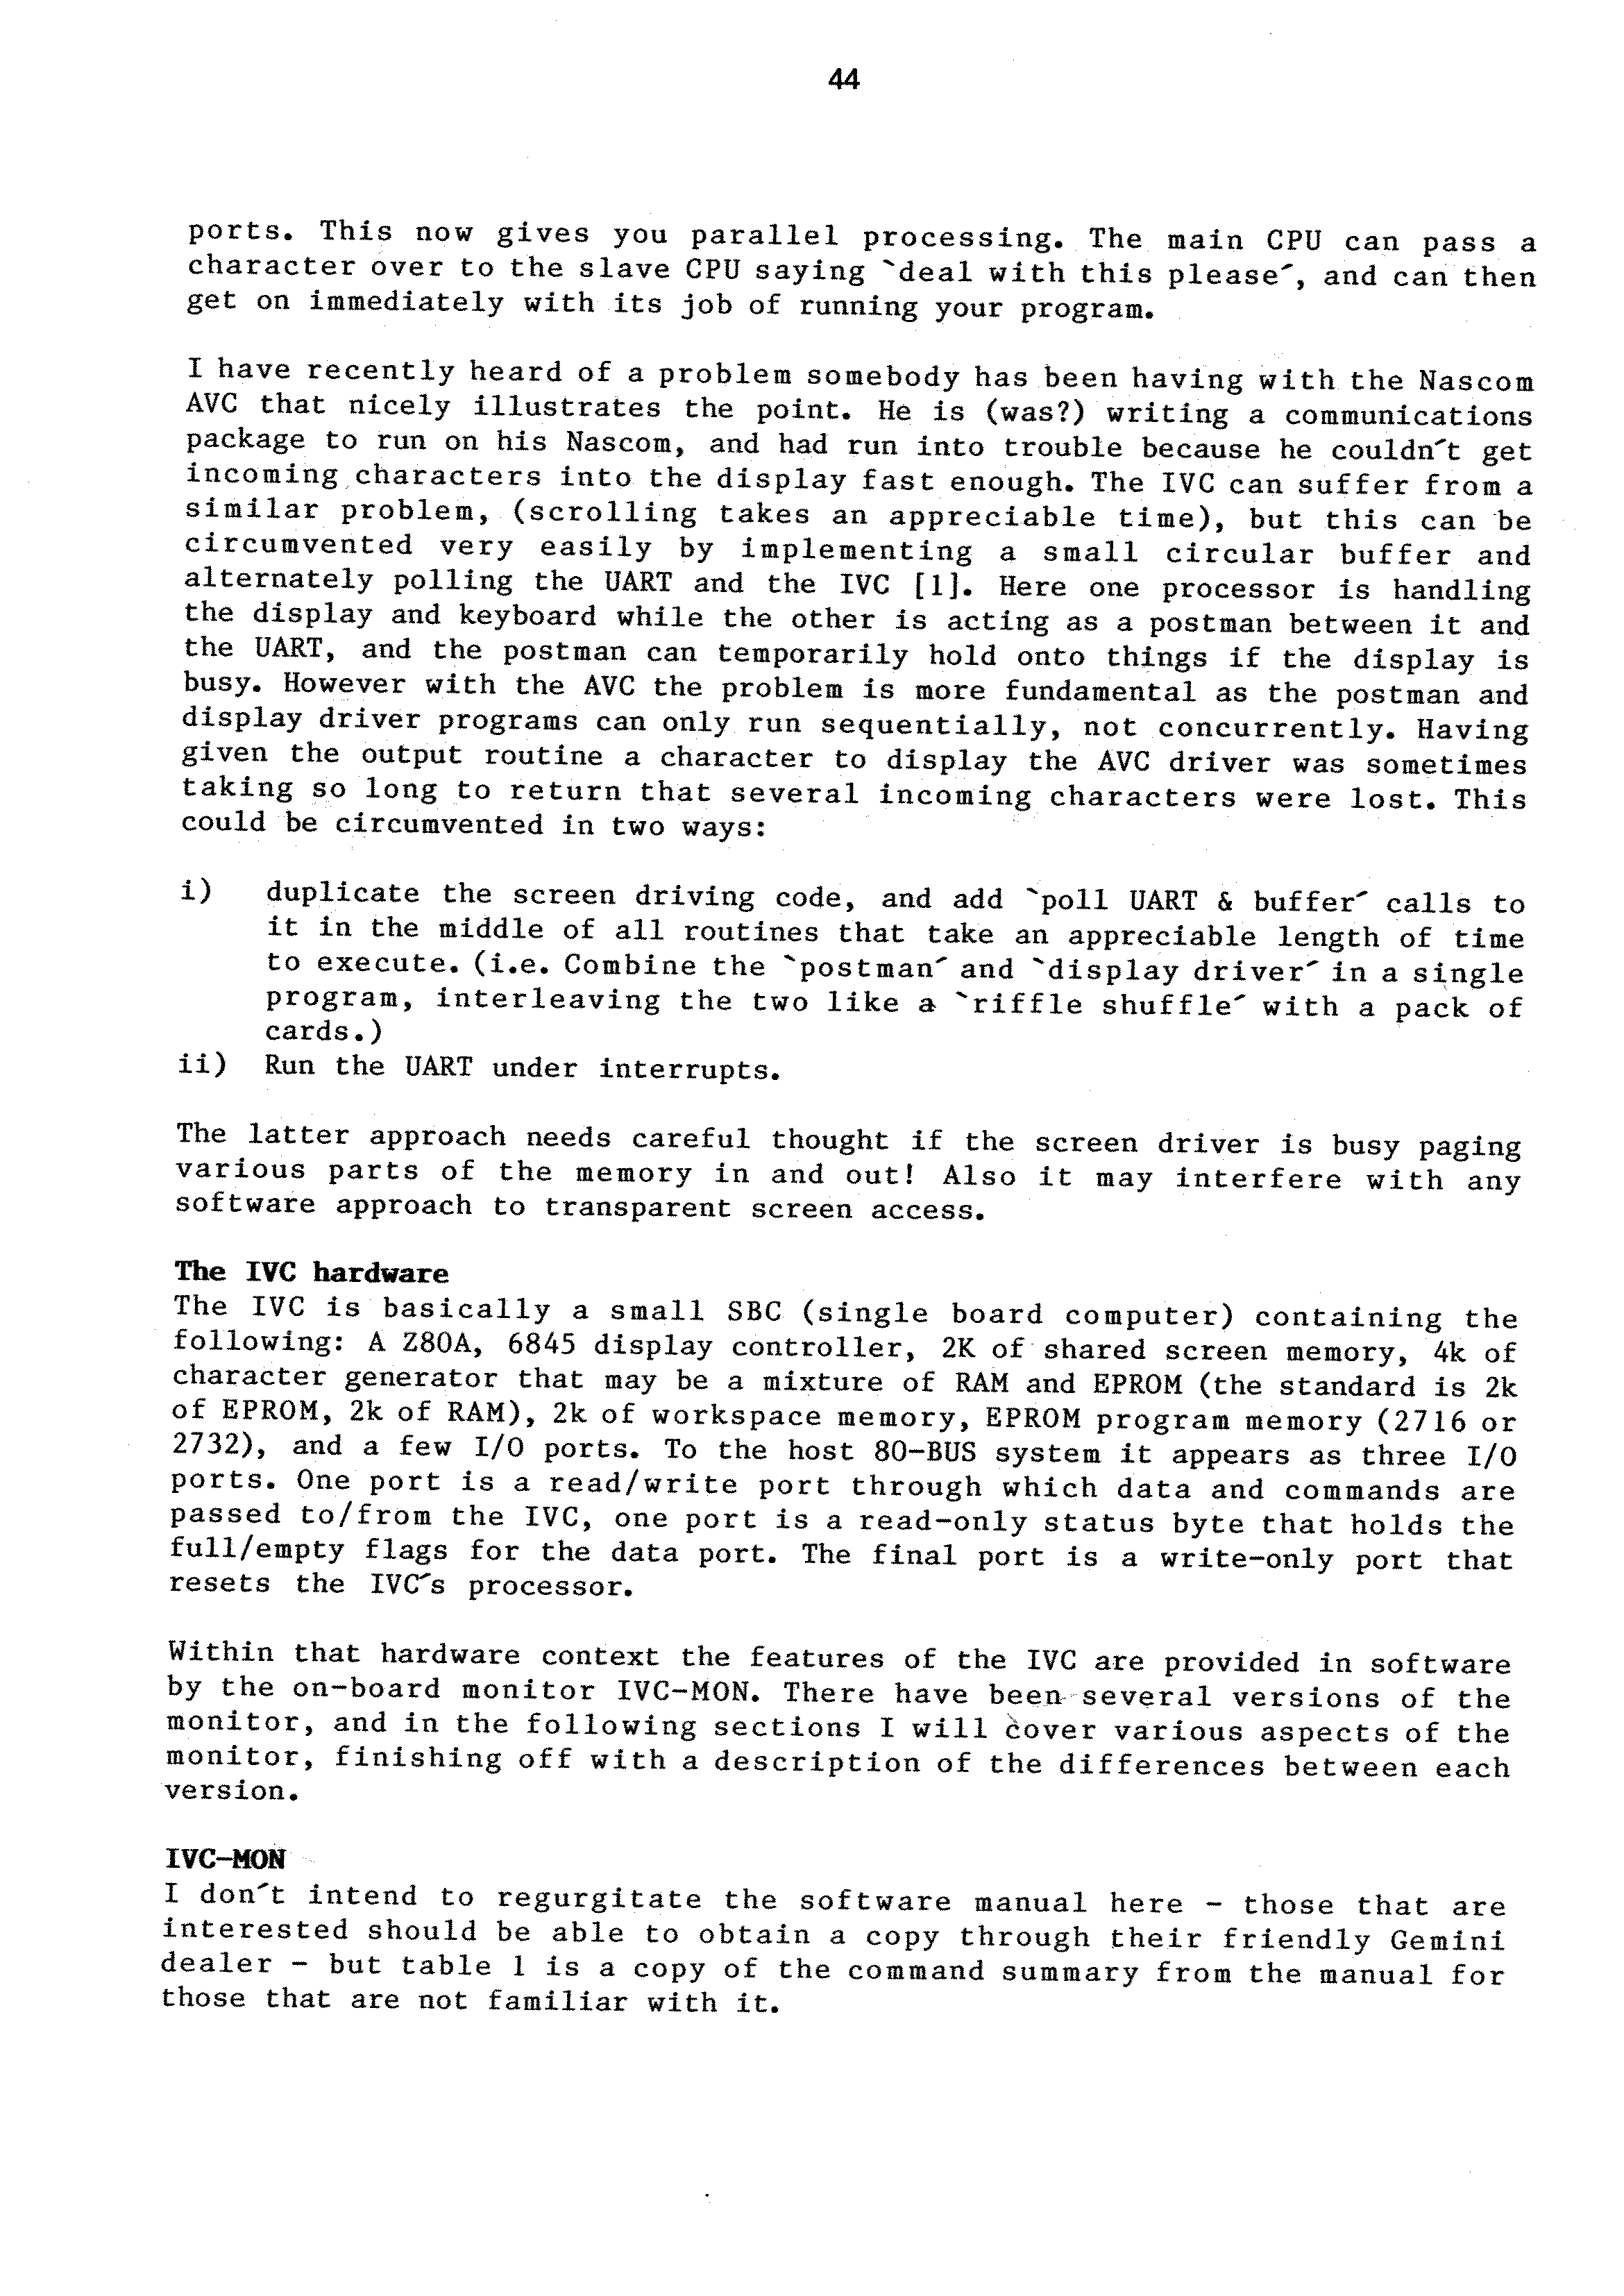 44
ports. This now gives you parallel processing. The main CPU can pass a
character over to the slave CPU saying `deal with this please´, and can then
get on immediately with its job of running your program.
I have recently heard of a problem somebody has been having with the Nascom
AVC that nicely illustrates the point. He is (was?) writing a communications
package to run on his Nascom, and had run into trouble because he couldn´t get
incoming characters into the display fast enough. The IVC can suffer from a
similar problem, (scrolling takes an appreciable time), but this can be
circumvented very easily by implementing a small circular buffer and
alternately polling the UART and the IVC [1]. Here one processor is handling
the display and keyboard while the other is acting as a postman between it and
the UART, and the postman can temporarily hold onto things if the display is
busy. However with the AVC the problem is more fundamental as the postman and
display driver programs can only run sequentially, not concurrently. Having
given the output routine a character to display the AVC driver was sometimes
taking so long to return that several incoming characters were lost. This
could be circumvented in two ways:
i) duplicate the screen driving code, and add `poll UART & buffer´ calls to
it in the middle of all routines that take an appreciable length of time
to execute. (i.e. Combine the `postman´ and `display driver´ in a single
program, interleaving the two like a `riffle shuffle´ with a pack of
cards.)
ii) Run the UART under interrupts.
The latter approach needs careful thought if the screen driver is busy paging
various parts of the memory in and out! Also it may interfere with any
software approach to transparent screen access.
The IVC hardware
The IVC is basically a small SBC (single board computer) containing the
following: A Z80A, 6845 display controller, 2K of shared screen memory, 4k of
character generator that may be a mixture of RAM and EPROM (the standard is 2k
of EPROM, 2k of RAM), 2k of workspace memory, EPROM program memory (2716 or
2732), and a few I/O ports. To the host 80-BUS system it appears as three I/O
ports. One port is a read/write port through which data and commands are
passed to/from the IVC, one port is a read-only status byte that holds the
full/empty flags for the data port. The final port is a write-only port that
resets the IVC´s processor.
Within that hardware context the features of the IVC are provided in software
by the on-board monitor IVC-MON. There have been several versions of the
monitor, and in the following sections I will cover various aspects of the
monitor, finishing off with a description of the differences between each
version.
IVC-MON
I don´t intend to regurgitate the software manual here - those that are
interested should be able to obtain a copy through their friendly Gemini
dealer - but table 1 is a copy of the command summary from the manual for
those that are not familiar with it.